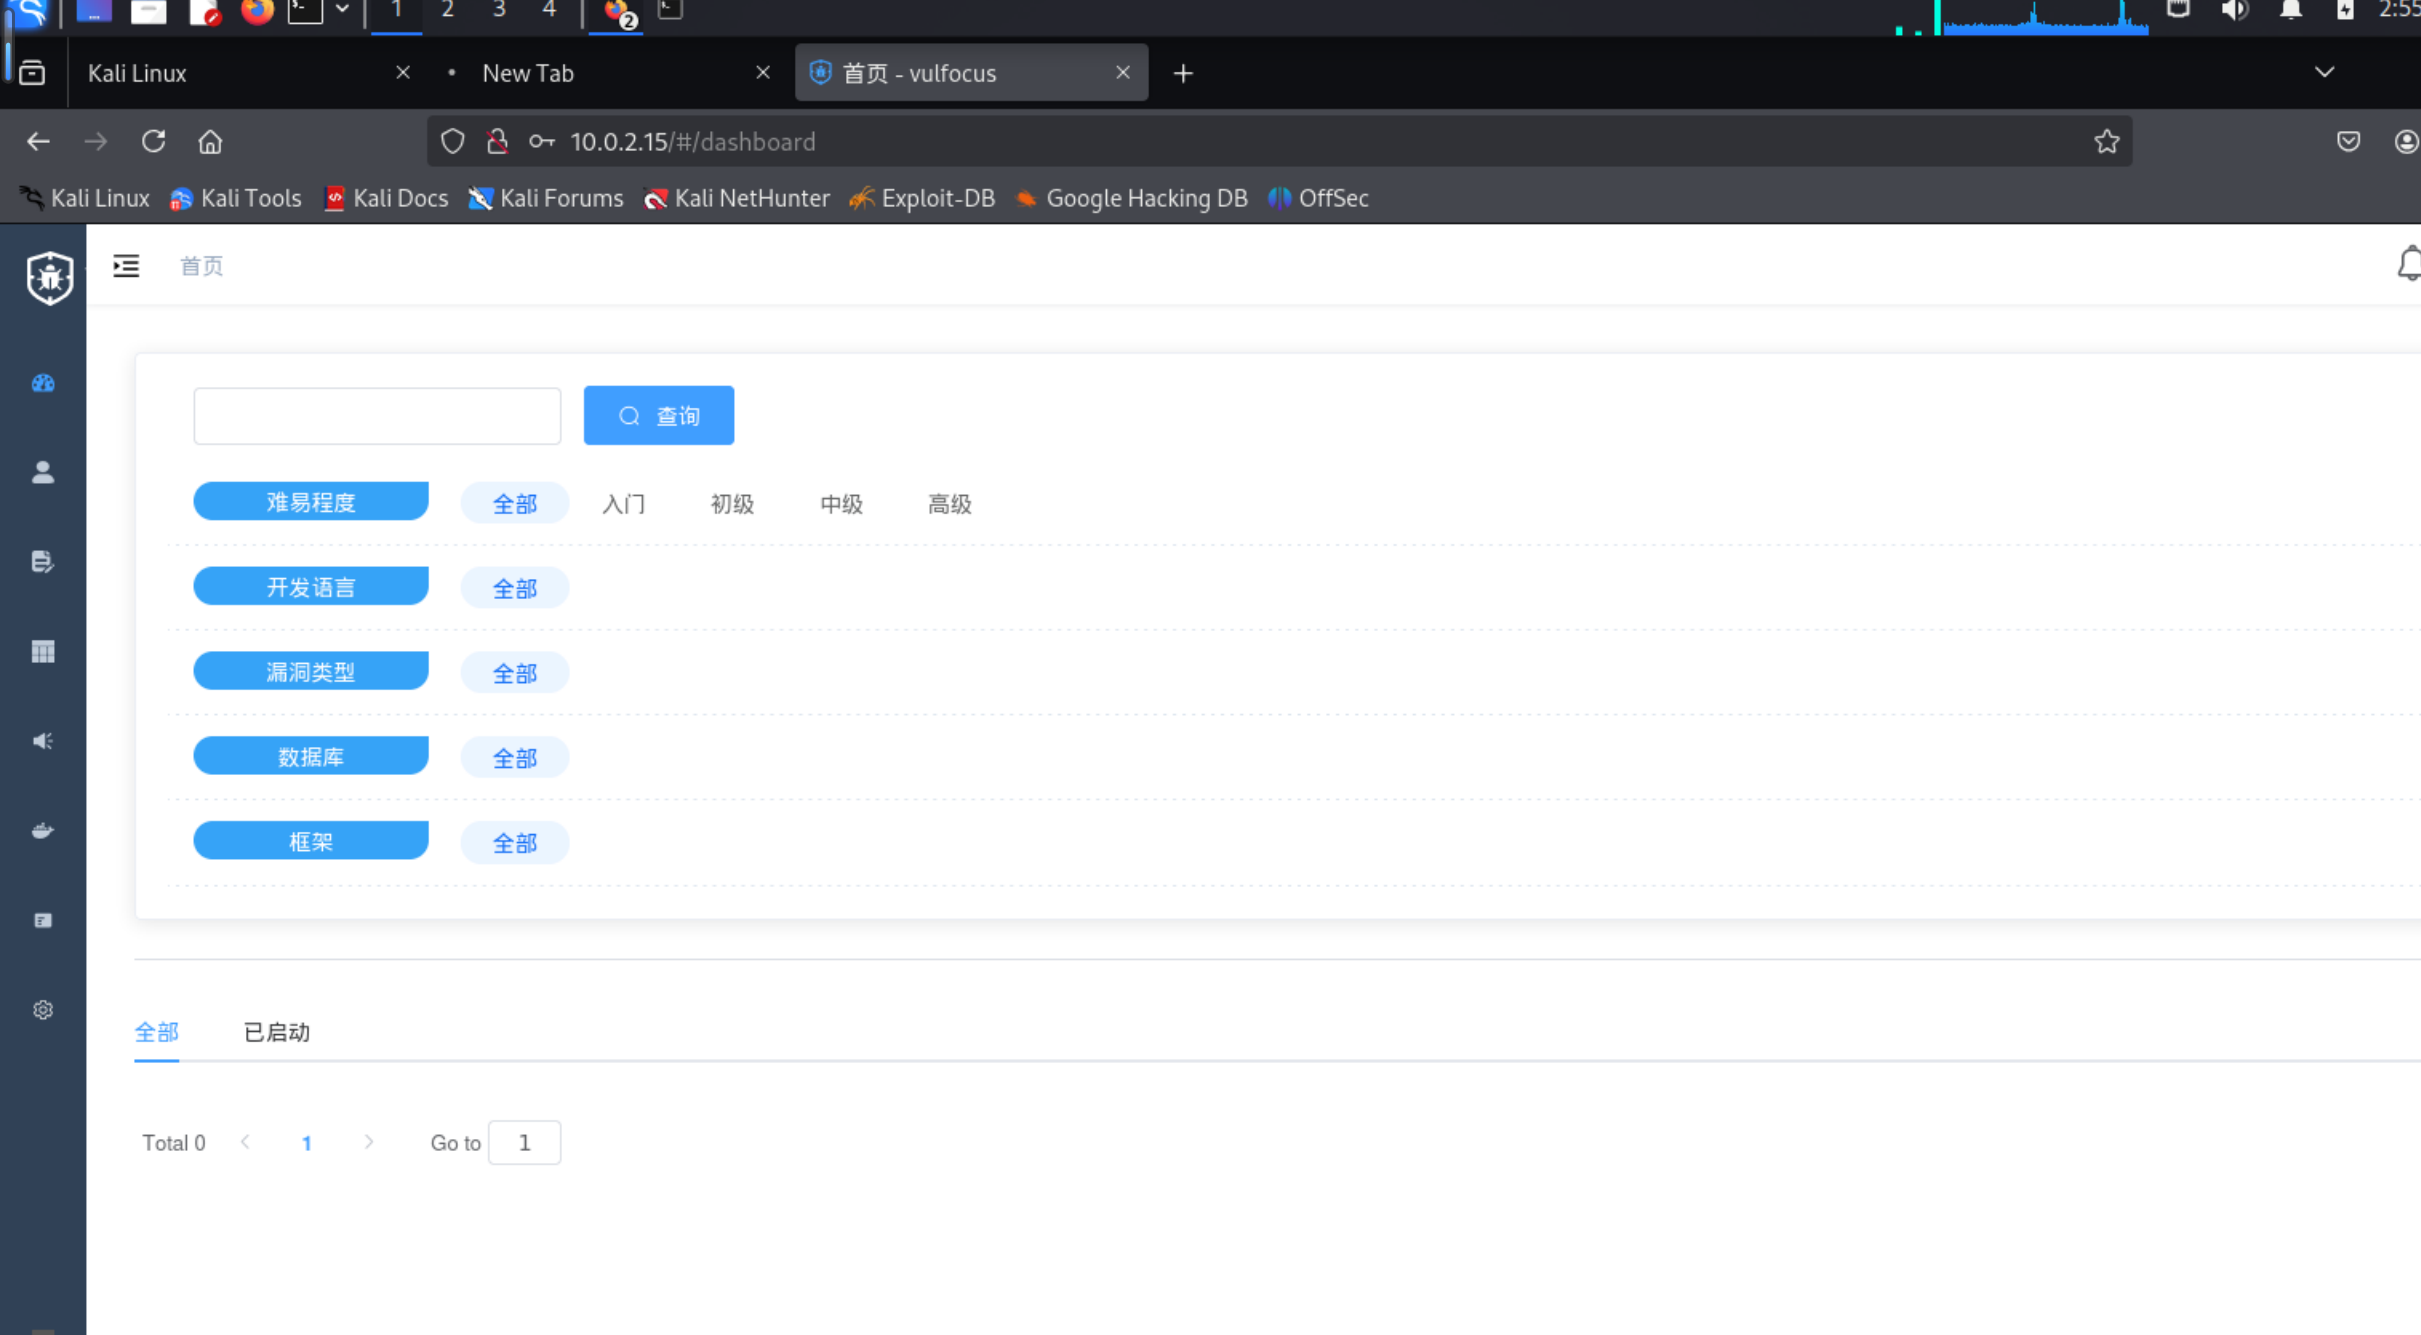 1 2 3 4 2 2:55
Kali Linux New Tab 首页 - vulfocus
10.0.2.15/#/dashboard
Kali Linux Kali Tools Kali Docs Kali Forums Kali NetHunter Exploit-DB Google Hacking DB OffSec
首页
查询
难易程度 全部 入门 初级 中级 高级
开发语言 全部
漏洞类型 全部
数据库 全部
框架 全部
全部 已启动
Total 0 1 Go to 1